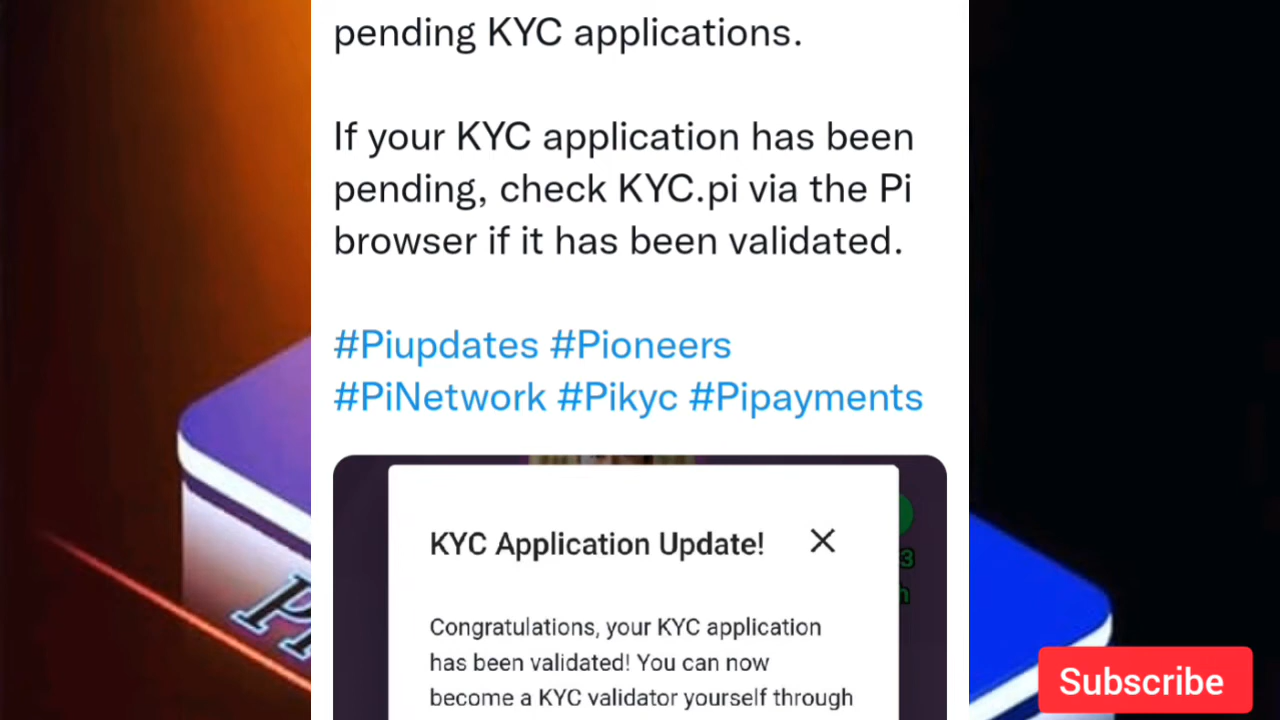 pending KYC applications.
If your KYC application has been
pending, check KYC.pi via the Pi
browser if it has been validated.
#Piupdates #Pioneers
#PiNetwork #Pikyc #Pipayments
KYC Application Update!
3
h
Congratulations, your KYC application
has been validated! You can now
become a KYC validator yourself through
Subscribe